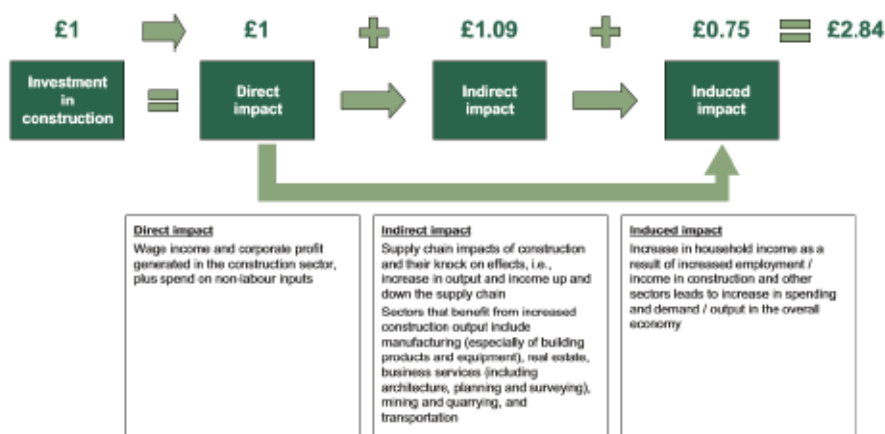 £1 £1 £1.09 £0.75 £2.84
Investment
in
construction
Direct
impact
Indirect
impact
Induced
impact
Direct impact
Wage income and corporate profit
generated in the construction sector,
plus spend on non-labour inputs
Indirect impact
Supply chain impacts of construction
and their knock on effects, i.e.,
increase in output and income up and
down the supply chain
Sectors that benefit from increased
construction output include
manufacturing (especially of building
products and equipment), real estate,
business services (including
architecture, planning and surveying),
mining and quarrying, and
transportation
Induced impact
Increase in household income as a
result of increased employment /
income in construction and other
sectors leads to increase in spending
and demand / output in the overall
economy